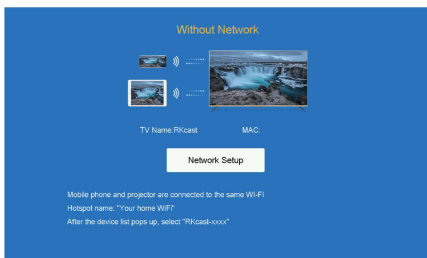 Without Network
TV Name:RKcast MAC:
Network Setup
Mobile phone and projector are connected to the same WI-FI
Hotspot name: "Your home WiFi"
After the device list pops up, select "RKcast-xxxx"